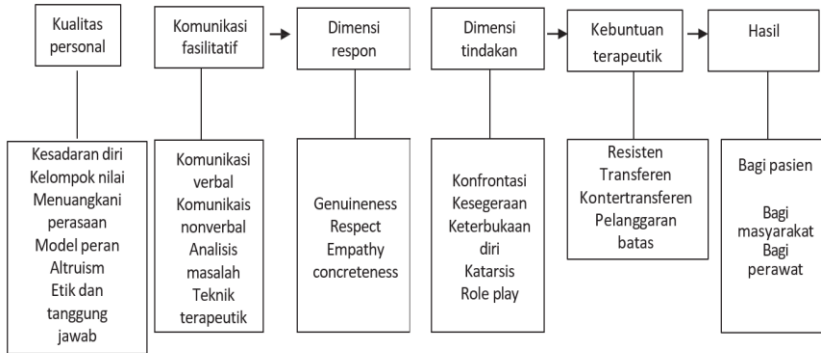 Kualitas
personal
Komunikasi
fasilitatif
Dimensi
respon
Dimensi
tindakan
Kebuntuan
terapeutik
Hasil
Kesadaran diri
Kelompok nilai
Menuangkani
perasaan
Model peran
Altruism
Etik dan
tanggung
jawab
Komunikasi
verbal
Komunikais
nonverbal
Analisis
masalah
Teknik
terapeutik
Genuineness
Respect
Empathy
concreteness
Konfrontasi
Kesegeraan
Keterbukaan
diri
Katarsis
Role play
Resisten
Transferen
Kontertransferen
Pelanggaran
batas
Bagi pasien
Bagi
masyarakat
Bagi
perawat